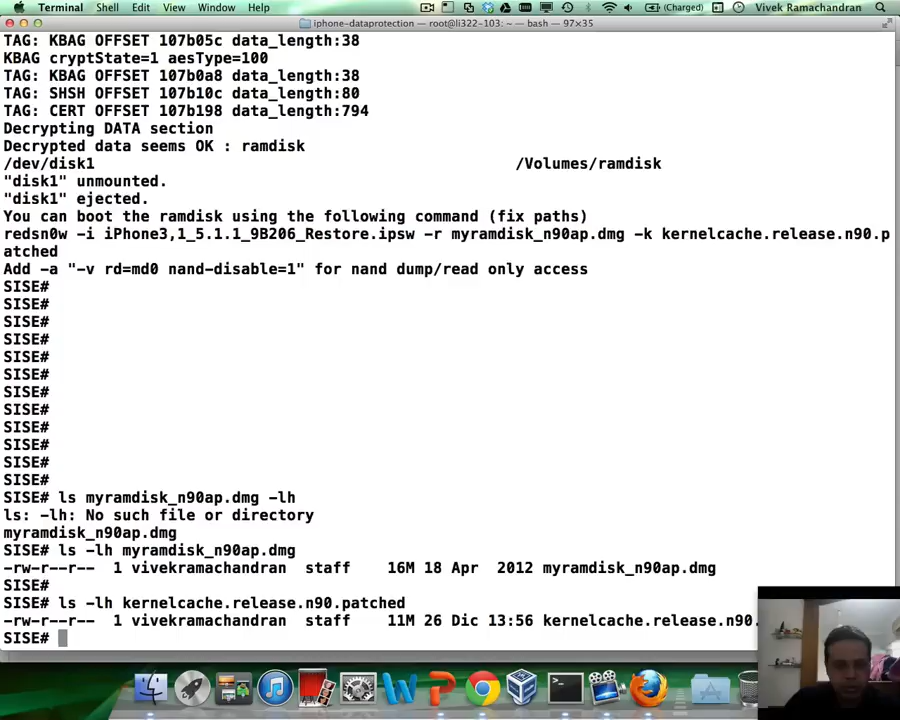 Terminal Shell Edit View Window Help (Charged) Vivek Ramachandran
iphone-dataprotection — root@li322-103: ~ — bash — 97×35
TAG: KBAG OFFSET 107b05c data_length:38
KBAG cryptState=1 aesType=100
TAG: KBAG OFFSET 107b0a8 data_length:38
TAG: SHSH OFFSET 107b10c data_length:80
TAG: CERT OFFSET 107b198 data_length:794
Decrypting DATA section
Decrypted data seems OK : ramdisk
/dev/disk1 /Volumes/ramdisk
"disk1" unmounted.
"disk1" ejected.
You can boot the ramdisk using the following command (fix paths)
redsn0w -i iPhone3,1_5.1.1_9B206_Restore.ipsw -r myramdisk_n90ap.dmg -k kernelcache.release.n90.p
atched
Add -a "-v rd=md0 nand-disable=1" for nand dump/read only access
SISE#
SISE#
SISE#
SISE#
SISE#
SISE#
SISE#
SISE#
SISE#
SISE#
SISE#
SISE#
SISE# ls myramdisk_n90ap.dmg -lh
ls: -lh: No such file or directory
myramdisk_n90ap.dmg
SISE# ls -lh myramdisk_n90ap.dmg
-rw-r--r-- 1 vivekramachandran staff 16M 18 Apr 2012 myramdisk_n90ap.dmg
SISE#
SISE# ls -lh kernelcache.release.n90.patched
-rw-r--r-- 1 vivekramachandran staff 11M 26 Dic 13:56 kernelcache.release.n90.
SISE#